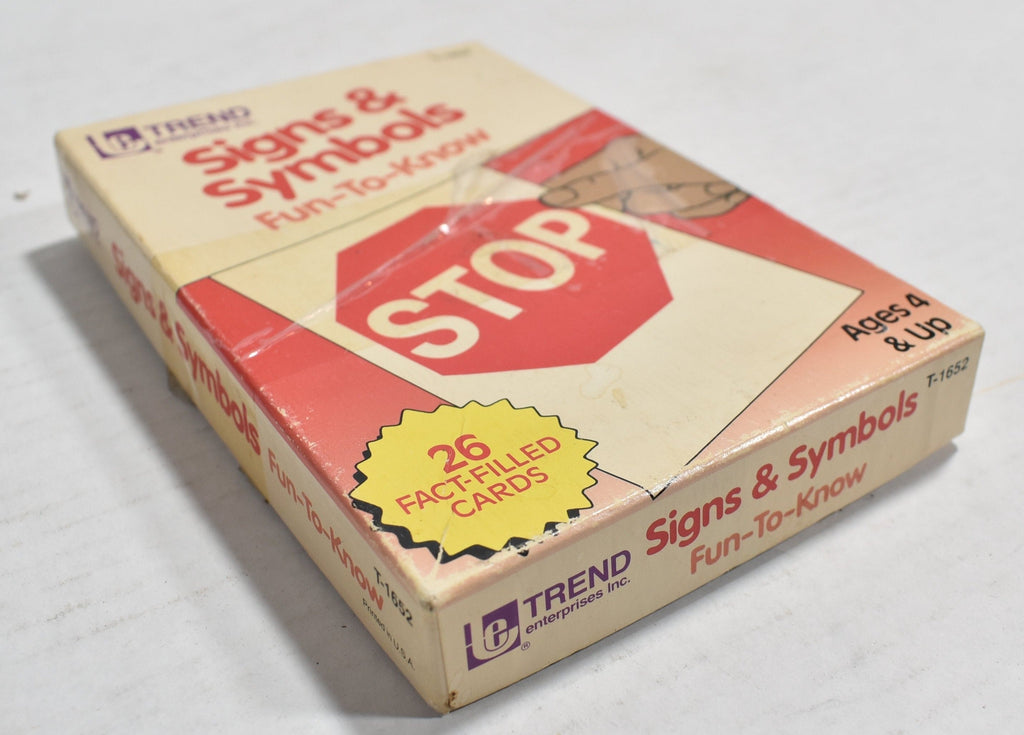 TREND
enterprises Inc.
Signs &
Symbols
Fun-To-Know
STOP
Ages 4
& Up
26
FACT-FILLED
CARDS
Signs & Symbols Fun-To-Know
T-1652
Printed in U.S.A.
TREND
enterprises Inc.
®
Signs & Symbols
Fun-To-Know
T-1652